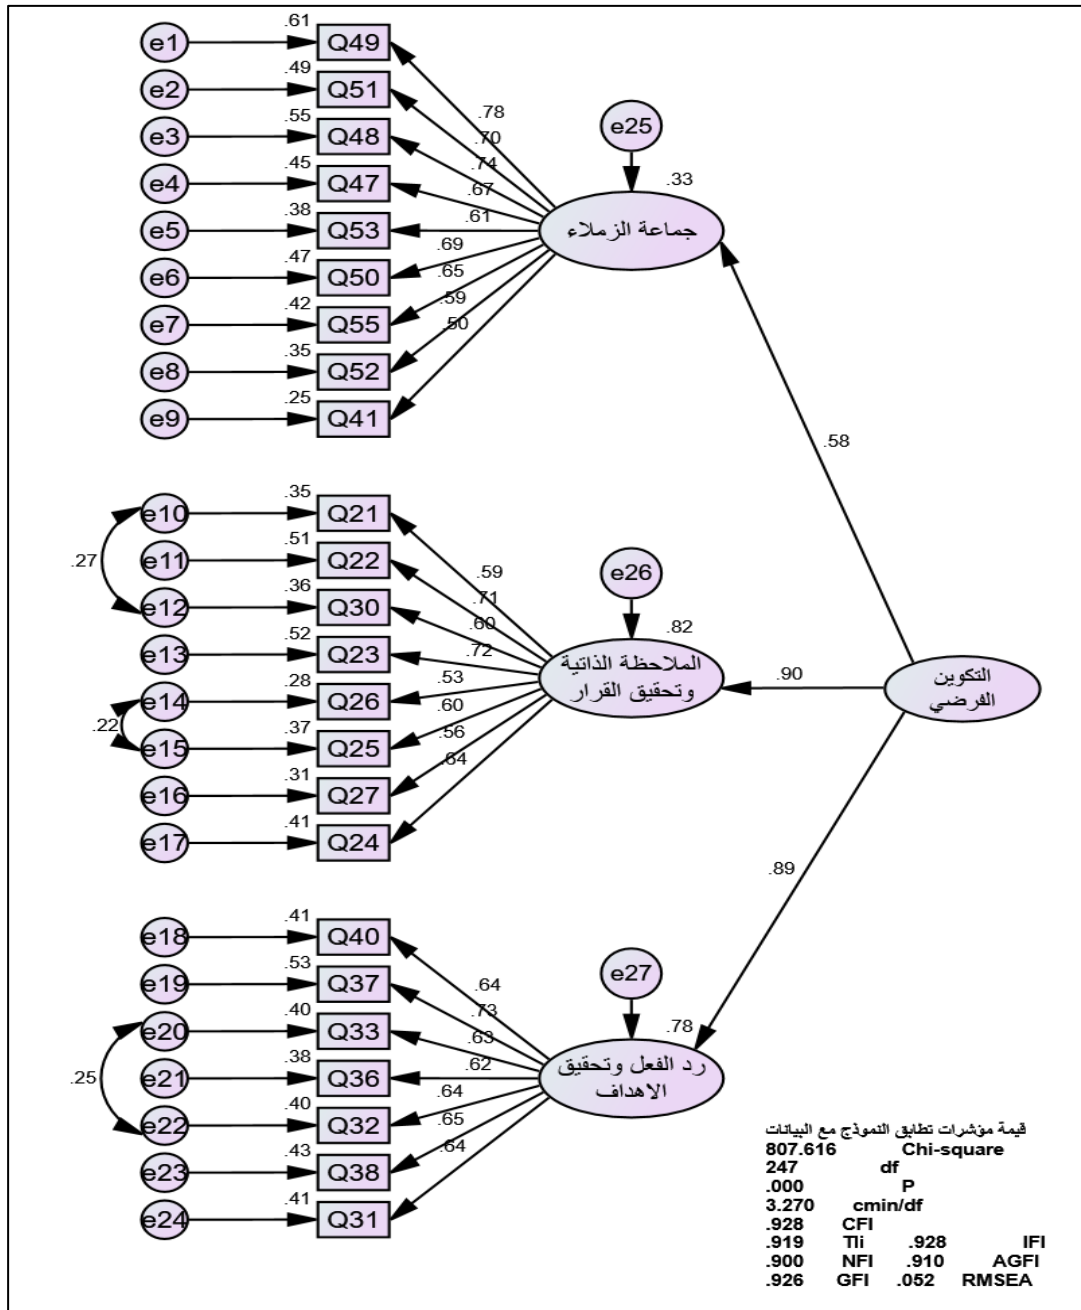 e1 .61 Q49
e2 .49 Q51
e3 .55 Q48
e4 .45 Q47
e5 .38 Q53
e6 .47 Q50
e7 .42 Q55
e8 .35 Q52
e9 .25 Q41
.78
.70
.74
.67
.61
.69
.65
.59
.50
e25
.33
جماعة الزملاء
.58
e10 .35 Q21
e11 .51 Q22
e12 .36 Q30
e13 .52 Q23
e14 .28 Q26
e15 .37 Q25
e16 .31 Q27
e17 .41 Q24
.27
.22
.59
.71
.60
.72
.53
.60
.56
.64
e26
.82
الملاحظة الذاتية
وتحقيق القرار
.90
التكوين
الفرضي
.89
e18 .41 Q40
e19 .53 Q37
e20 .40 Q33
e21 .38 Q36
e22 .40 Q32
e23 .43 Q38
e24 .41 Q31
.25
.64
.73
.63
.62
.64
.65
.64
e27
.78
رد الفعل وتحقيق
الاهداف
قيمة مؤشرات تطابق النموذج مع البيانات
807.616 Chi-square
247 df
.000 P
3.270 cmin/df
.928 CFI
.919 Tli .928 IFI
.900 NFI .910 AGFI
.926 GFI .052 RMSEA